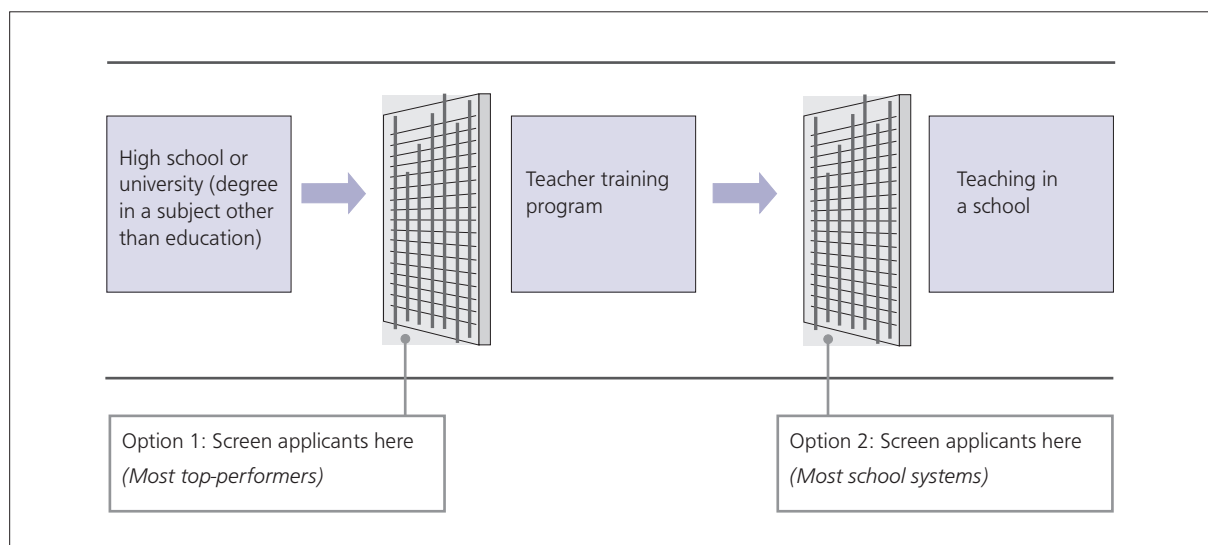 High school or
university (degree
in a subject other
than education)
Teacher training
program
Teaching in
a school
Option 1: Screen applicants here
(Most top-performers)
Option 2: Screen applicants here
(Most school systems)